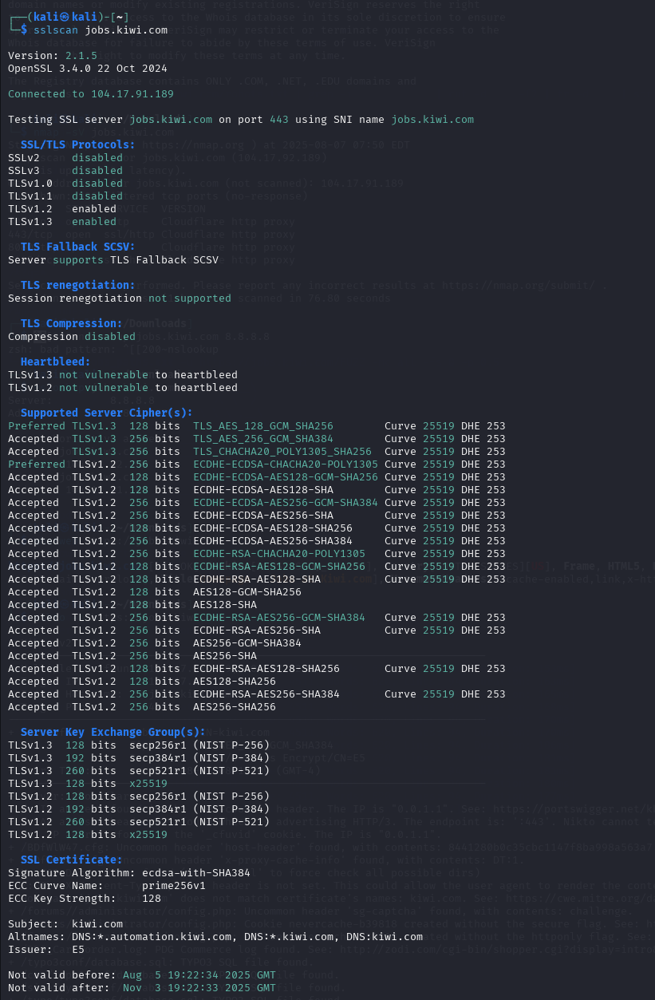 ┌──(kali㉿kali)-[~]
└─$ sslscan jobs.kiwi.com
Version: 2.1.5
OpenSSL 3.4.0 22 Oct 2024
Connected to 104.17.91.189
Testing SSL server jobs.kiwi.com on port 443 using SNI name jobs.kiwi.com
SSL/TLS Protocols:
SSLv2 disabled
SSLv3 disabled
TLSv1.0 disabled
TLSv1.1 disabled
TLSv1.2 enabled
TLSv1.3 enabled
TLS Fallback SCSV:
Server supports TLS Fallback SCSV
TLS renegotiation:
Session renegotiation not supported
TLS Compression:
Compression disabled
Heartbleed:
TLSv1.3 not vulnerable to heartbleed
TLSv1.2 not vulnerable to heartbleed
Supported Server Cipher(s):
Preferred TLSv1.3 128 bits TLS_AES_128_GCM_SHA256 Curve 25519 DHE 253
Accepted TLSv1.3 256 bits TLS_AES_256_GCM_SHA384 Curve 25519 DHE 253
Accepted TLSv1.3 256 bits TLS_CHACHA20_POLY1305_SHA256 Curve 25519 DHE 253
Preferred TLSv1.2 256 bits ECDHE-ECDSA-CHACHA20-POLY1305 Curve 25519 DHE 253
Accepted TLSv1.2 128 bits ECDHE-ECDSA-AES128-GCM-SHA256 Curve 25519 DHE 253
Accepted TLSv1.2 128 bits ECDHE-ECDSA-AES128-SHA Curve 25519 DHE 253
Accepted TLSv1.2 256 bits ECDHE-ECDSA-AES256-GCM-SHA384 Curve 25519 DHE 253
Accepted TLSv1.2 256 bits ECDHE-ECDSA-AES256-SHA Curve 25519 DHE 253
Accepted TLSv1.2 128 bits ECDHE-ECDSA-AES128-SHA256 Curve 25519 DHE 253
Accepted TLSv1.2 256 bits ECDHE-ECDSA-AES256-SHA384 Curve 25519 DHE 253
Accepted TLSv1.2 256 bits ECDHE-RSA-CHACHA20-POLY1305 Curve 25519 DHE 253
Accepted TLSv1.2 128 bits ECDHE-RSA-AES128-GCM-SHA256 Curve 25519 DHE 253
Accepted TLSv1.2 128 bits ECDHE-RSA-AES128-SHA Curve 25519 DHE 253
Accepted TLSv1.2 128 bits AES128-GCM-SHA256
Accepted TLSv1.2 128 bits AES128-SHA
Accepted TLSv1.2 256 bits ECDHE-RSA-AES256-GCM-SHA384 Curve 25519 DHE 253
Accepted TLSv1.2 256 bits ECDHE-RSA-AES256-SHA Curve 25519 DHE 253
Accepted TLSv1.2 256 bits AES256-GCM-SHA384
Accepted TLSv1.2 256 bits AES256-SHA
Accepted TLSv1.2 128 bits ECDHE-RSA-AES128-SHA256 Curve 25519 DHE 253
Accepted TLSv1.2 128 bits AES128-SHA256
Accepted TLSv1.2 256 bits ECDHE-RSA-AES256-SHA384 Curve 25519 DHE 253
Accepted TLSv1.2 256 bits AES256-SHA256
Server Key Exchange Group(s):
TLSv1.3 128 bits secp256r1 (NIST P-256)
TLSv1.3 192 bits secp384r1 (NIST P-384)
TLSv1.3 260 bits secp521r1 (NIST P-521)
TLSv1.3 128 bits x25519
TLSv1.2 128 bits secp256r1 (NIST P-256)
TLSv1.2 192 bits secp384r1 (NIST P-384)
TLSv1.2 260 bits secp521r1 (NIST P-521)
TLSv1.2 128 bits x25519
SSL Certificate:
Signature Algorithm: ecdsa-with-SHA384
ECC Curve Name: prime256v1
ECC Key Strength: 128
Subject: kiwi.com
Altnames: DNS:*.automation.kiwi.com, DNS:*.kiwi.com, DNS:kiwi.com
Issuer: E5
Not valid before: Aug 5 19:22:34 2025 GMT
Not valid after: Nov 3 19:22:33 2025 GMT